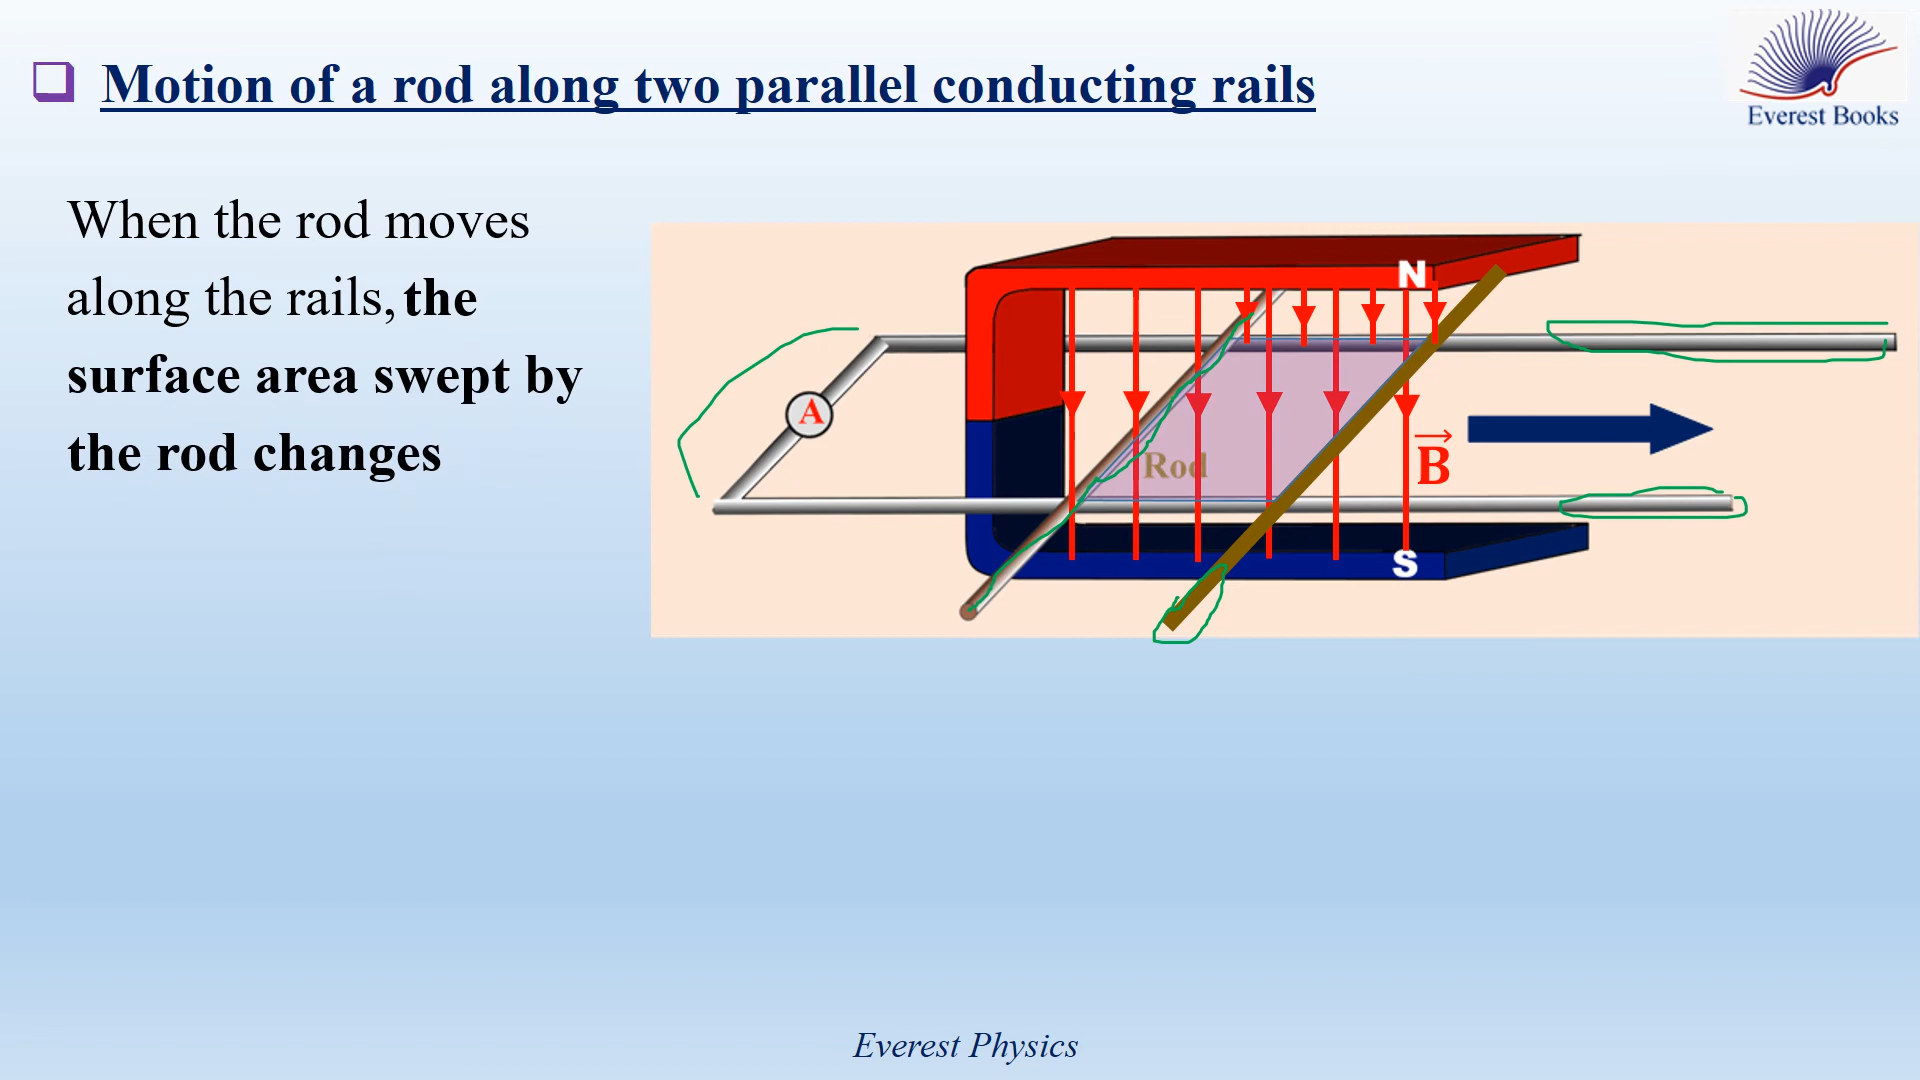 ❑ Motion of a rod along two parallel conducting rails
Everest Books
When the rod moves
along the rails, the
surface area swept by
the rod changes
N
A
Rod
B
S
Everest Physics